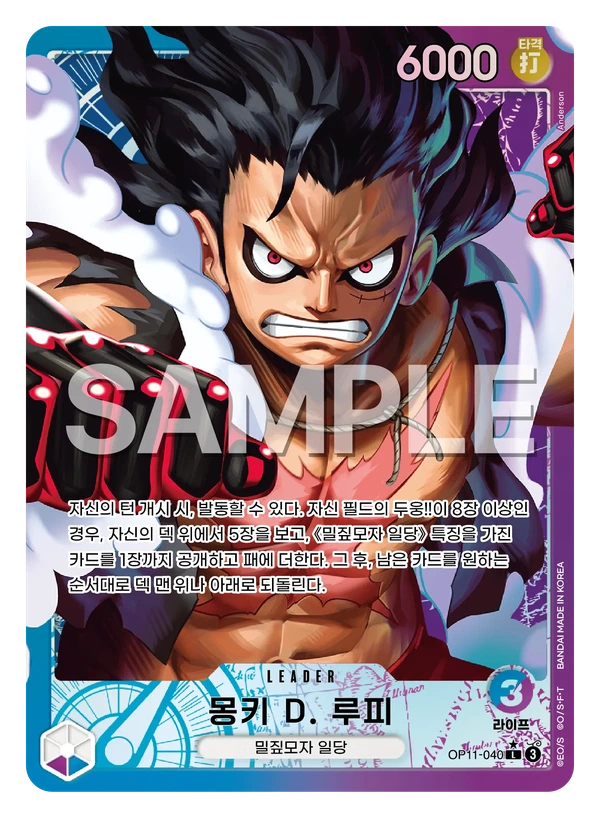 6000
타격
打
Anderson
SAMPLE
자신의 턴 개시 시, 발동할 수 있다. 자신 필드의 두웅!!이 8장 이상인
경우, 자신의 덱 위에서 5장을 보고, 《밀짚모자 일당》 특징을 가진
카드를 1장까지 공개하고 패에 더한다. 그 후, 남은 카드를 원하는
순서대로 덱 맨 위나 아래로 되돌린다.
LEADER
몽키 D. 루피
밀짚모자 일당
3
라이프
OP11-040 L 3
©EO/S ©O/S·F·T BANDAI MADE IN KOREA